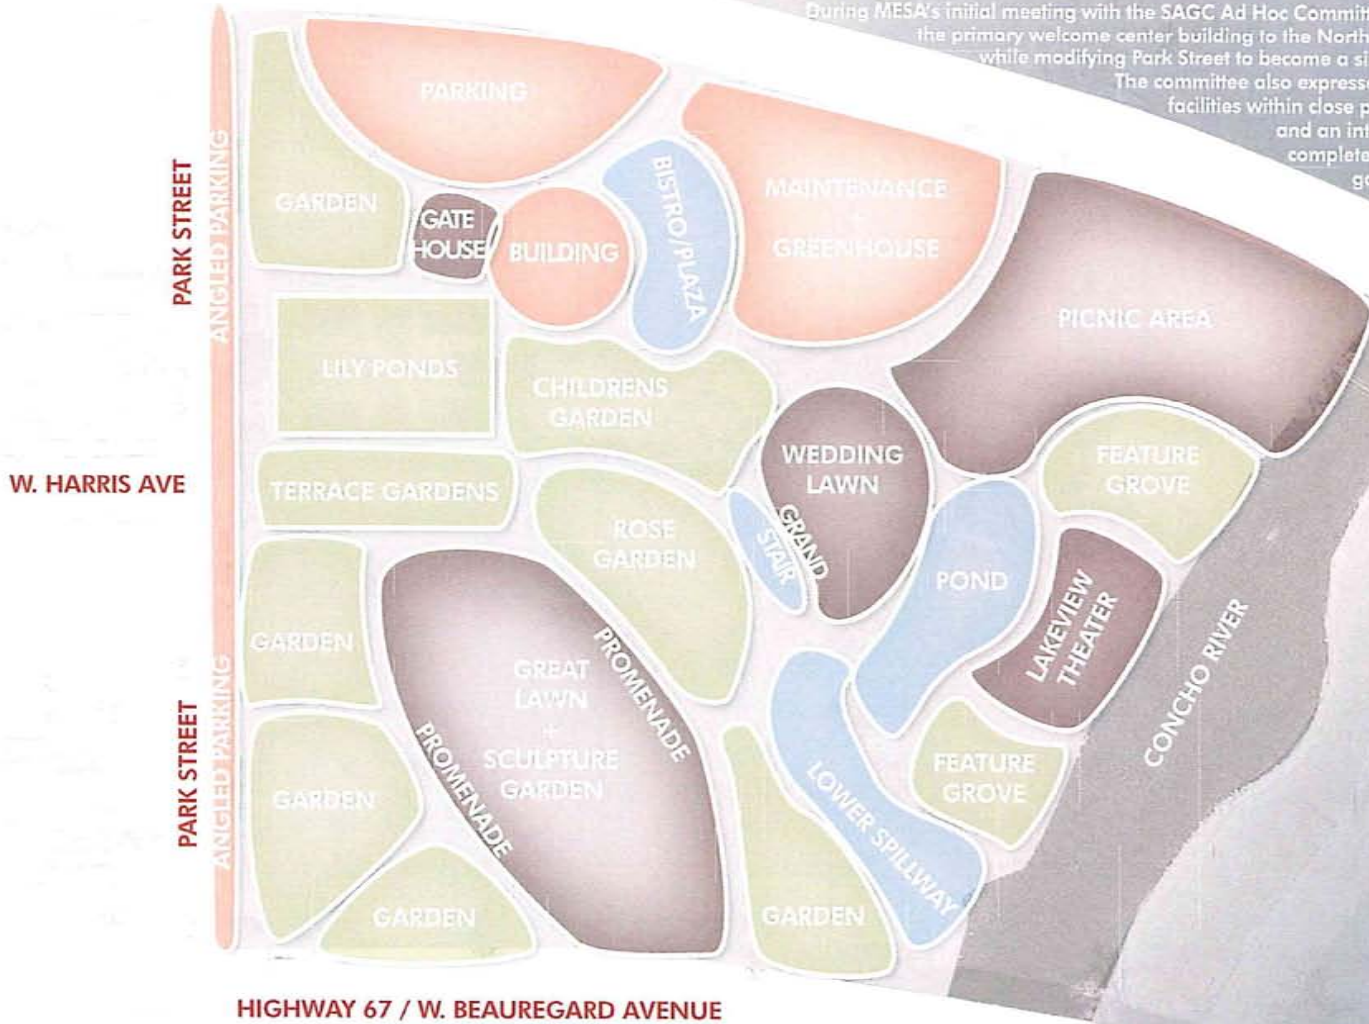 During MESA's initial meeting with the SAGC Ad Hoc Committ
the primary welcome center building to the North
while modifying Park Street to become a si
The committee also express
facilities within close p
and an int
complete
go
PARKING
PARK STREET
ANGLED PARKING
GARDEN
GATE
HOUSE
BUILDING
BISTRO/PLAZA
MAINTENANCE
+
GREENHOUSE
PICNIC AREA
LILY PONDS
CHILDRENS
GARDEN
WEDDING
LAWN
FEATURE
GROVE
W. HARRIS AVE
TERRACE GARDENS
ROSE
GARDEN
GRAND
STAIR
POND
LAKEVIEW
THEATER
CONCHO RIVER
GARDEN
GREAT
LAWN
+
SCULPTURE
GARDEN
PROMENADE
PROMENADE
PARK STREET
ANGLED PARKING
GARDEN
LOWER SPILLWAY
FEATURE
GROVE
GARDEN
GARDEN
HIGHWAY 67 / W. BEAUREGARD AVENUE